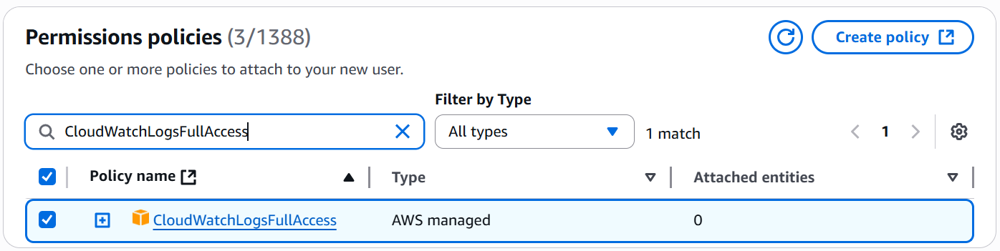 Permissions policies (3/1388)
Create policy
Choose one or more policies to attach to your new user.
Filter by Type
CloudWatchLogsFullAccess
All types
1 match
1
Policy name
Type
Attached entities
CloudWatchLogsFullAccess
AWS managed
0